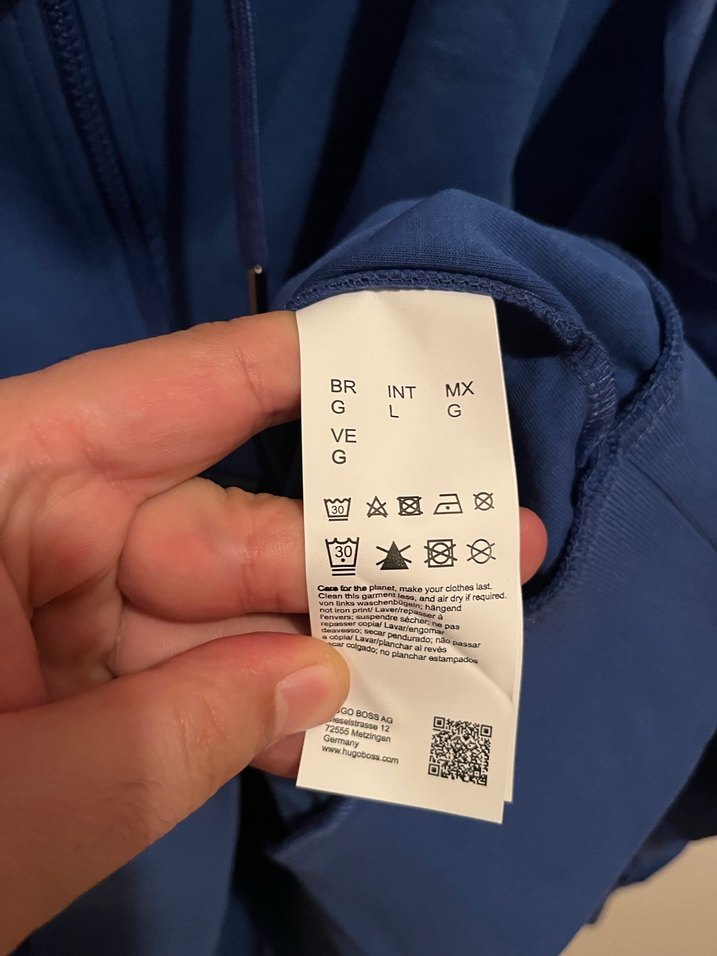 BR INT MX
G L G
VE
G
30
30
Care for the planet, make your clothes last.
Clean this garment less, and air dry if required.
von links waschen/bügeln; hängend
not iron print/ Laver/repasser à
l'envers; suspendre sécher; ne pas
repasser copia/ Lavar/engomar
deavesso; secar pendurado; não passar
a cópia/ Lavar/planchar al revés
colgado; no planchar estampados
BOSS AG
12
72555 Metzingen
Germany
www.hugoboss.com